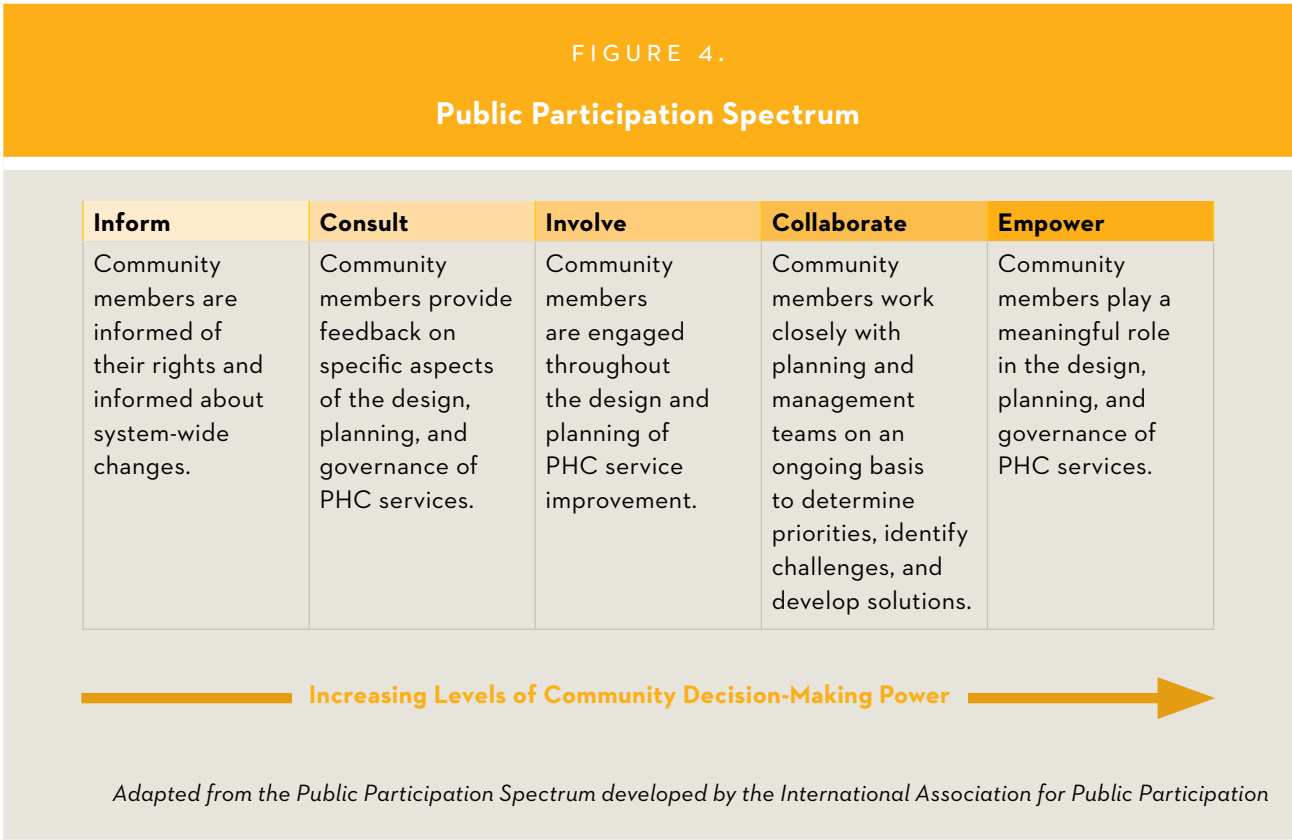 FIGURE 4.
Public Participation Spectrum
Inform
Community
members are
informed of
their rights and
informed about
system-wide
changes.
Consult
Community
members provide
feedback on
specific aspects
of the design,
planning, and
governance of
PHC services.
Involve
Community
members
are engaged
throughout
the design and
planning of
PHC service
improvement.
Collaborate
Community
members work
closely with
planning and
management
teams on an
ongoing basis
to determine
priorities, identify
challenges, and
develop solutions.
Empower
Community
members play a
meaningful role
in the design,
planning, and
governance of
PHC services.
Increasing Levels of Community Decision-Making Power
Adapted from the Public Participation Spectrum developed by the International Association for Public Participation